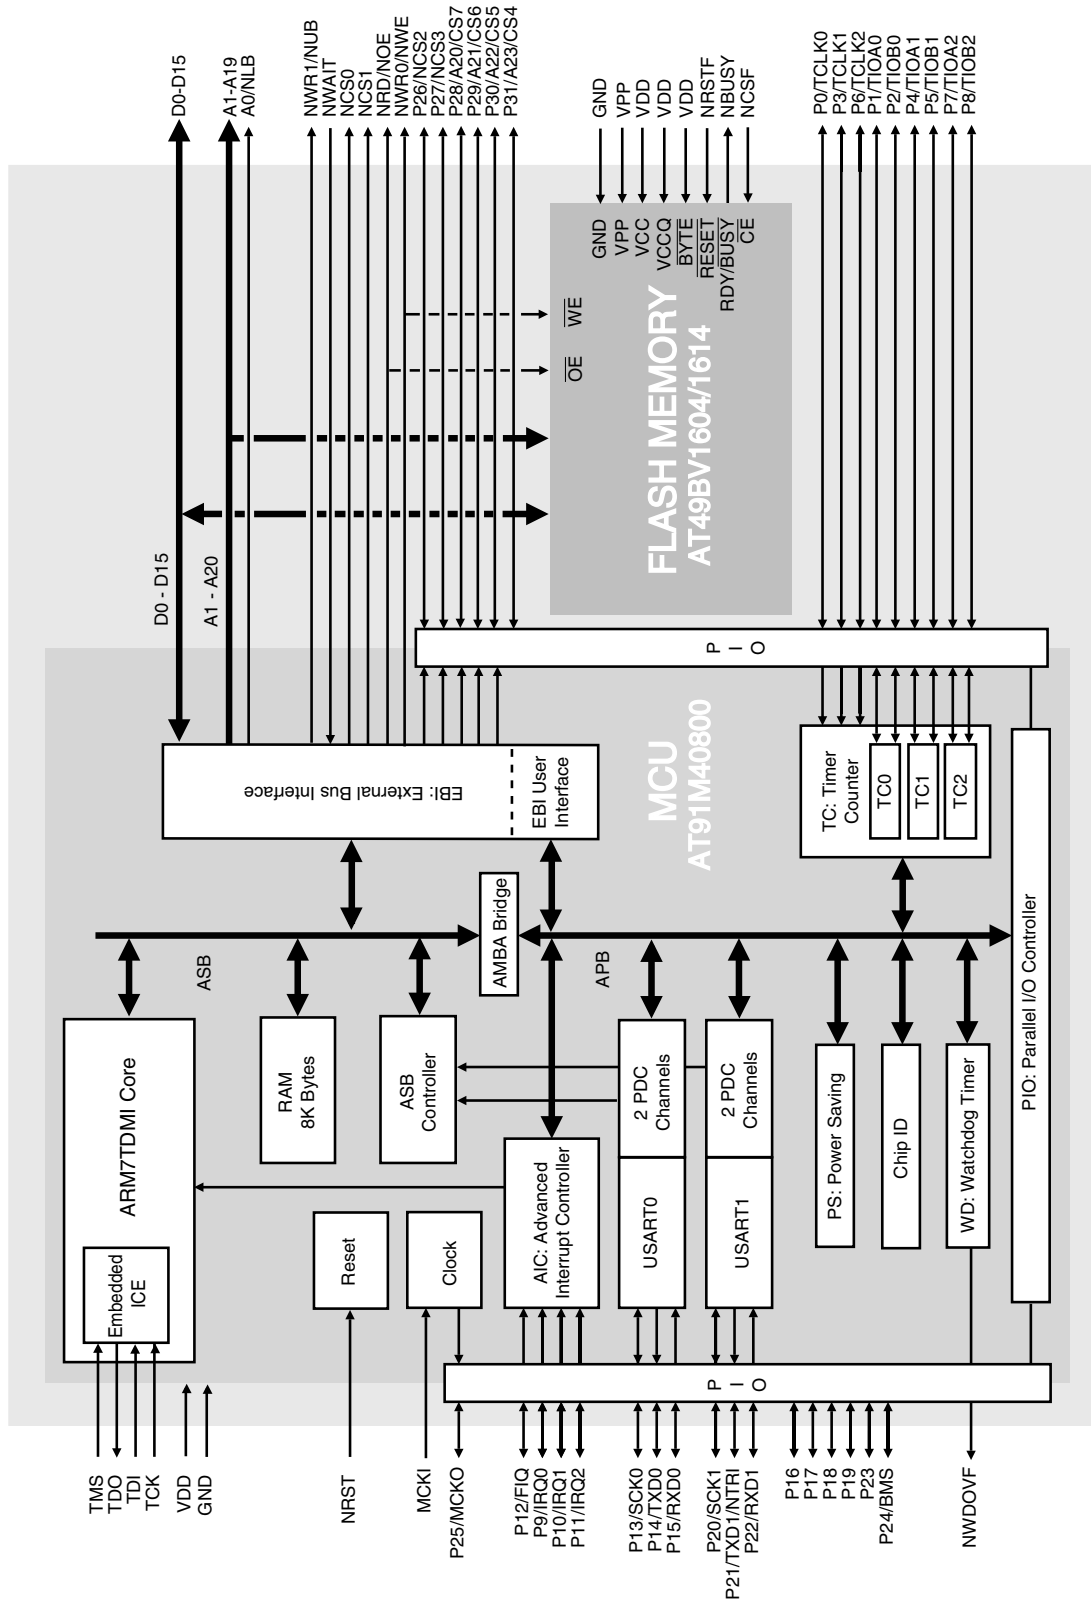 TMS
TDO
TDI
TCK
VDD
GND
NRST
MCKI
P25/MCKO
P12/FIQ
P9/IRQ0
P10/IRQ1
P11/IRQ2
P13/SCK0
P14/TXD0
P15/RXD0
P20/SCK1
P21/TXD1/NTRI
P22/RXD1
P16
P17
P18
P19
P23
P24/BMS
NWDOVF
P
I
O
Embedded
ICE
ARM7TDMI Core
Reset
Clock
AIC: Advanced
Interrupt Controller
USART0
2 PDC
Channels
USART1
2 PDC
Channels
RAM
8K Bytes
ASB
Controller
PS: Power Saving
Chip ID
WD: Watchdog Timer
PIO: Parallel I/O Controller
ASB
AMBA Bridge
APB
EBI: External Bus Interface
EBI User
Interface
MCU
AT91M40800
TC: Timer
Counter
TC0
TC1
TC2
P
I
O
D0 - D15
A1 - A20
FLASH MEMORY
AT49BV1604/1614
OE
WE
GND
VPP
VCC
VCCQ
BYTE
RESET
RDY/BUSY
CE
D0-D15
A1-A19
A0/NLB
NWR1/NUB
NWAIT
NCS0
NCS1
NRD/NOE
NWR0/NWE
P26/NCS2
P27/NCS3
P28/A20/CS7
P29/A21/CS6
P30/A22/CS5
P31/A23/CS4
GND
VPP
VDD
VDD
VDD
NRSTF
NBUSY
NCSF
P0/TCLK0
P3/TCLK1
P6/TCLK2
P1/TIOA0
P2/TIOB0
P4/TIOA1
P5/TIOB1
P7/TIOA2
P8/TIOB2